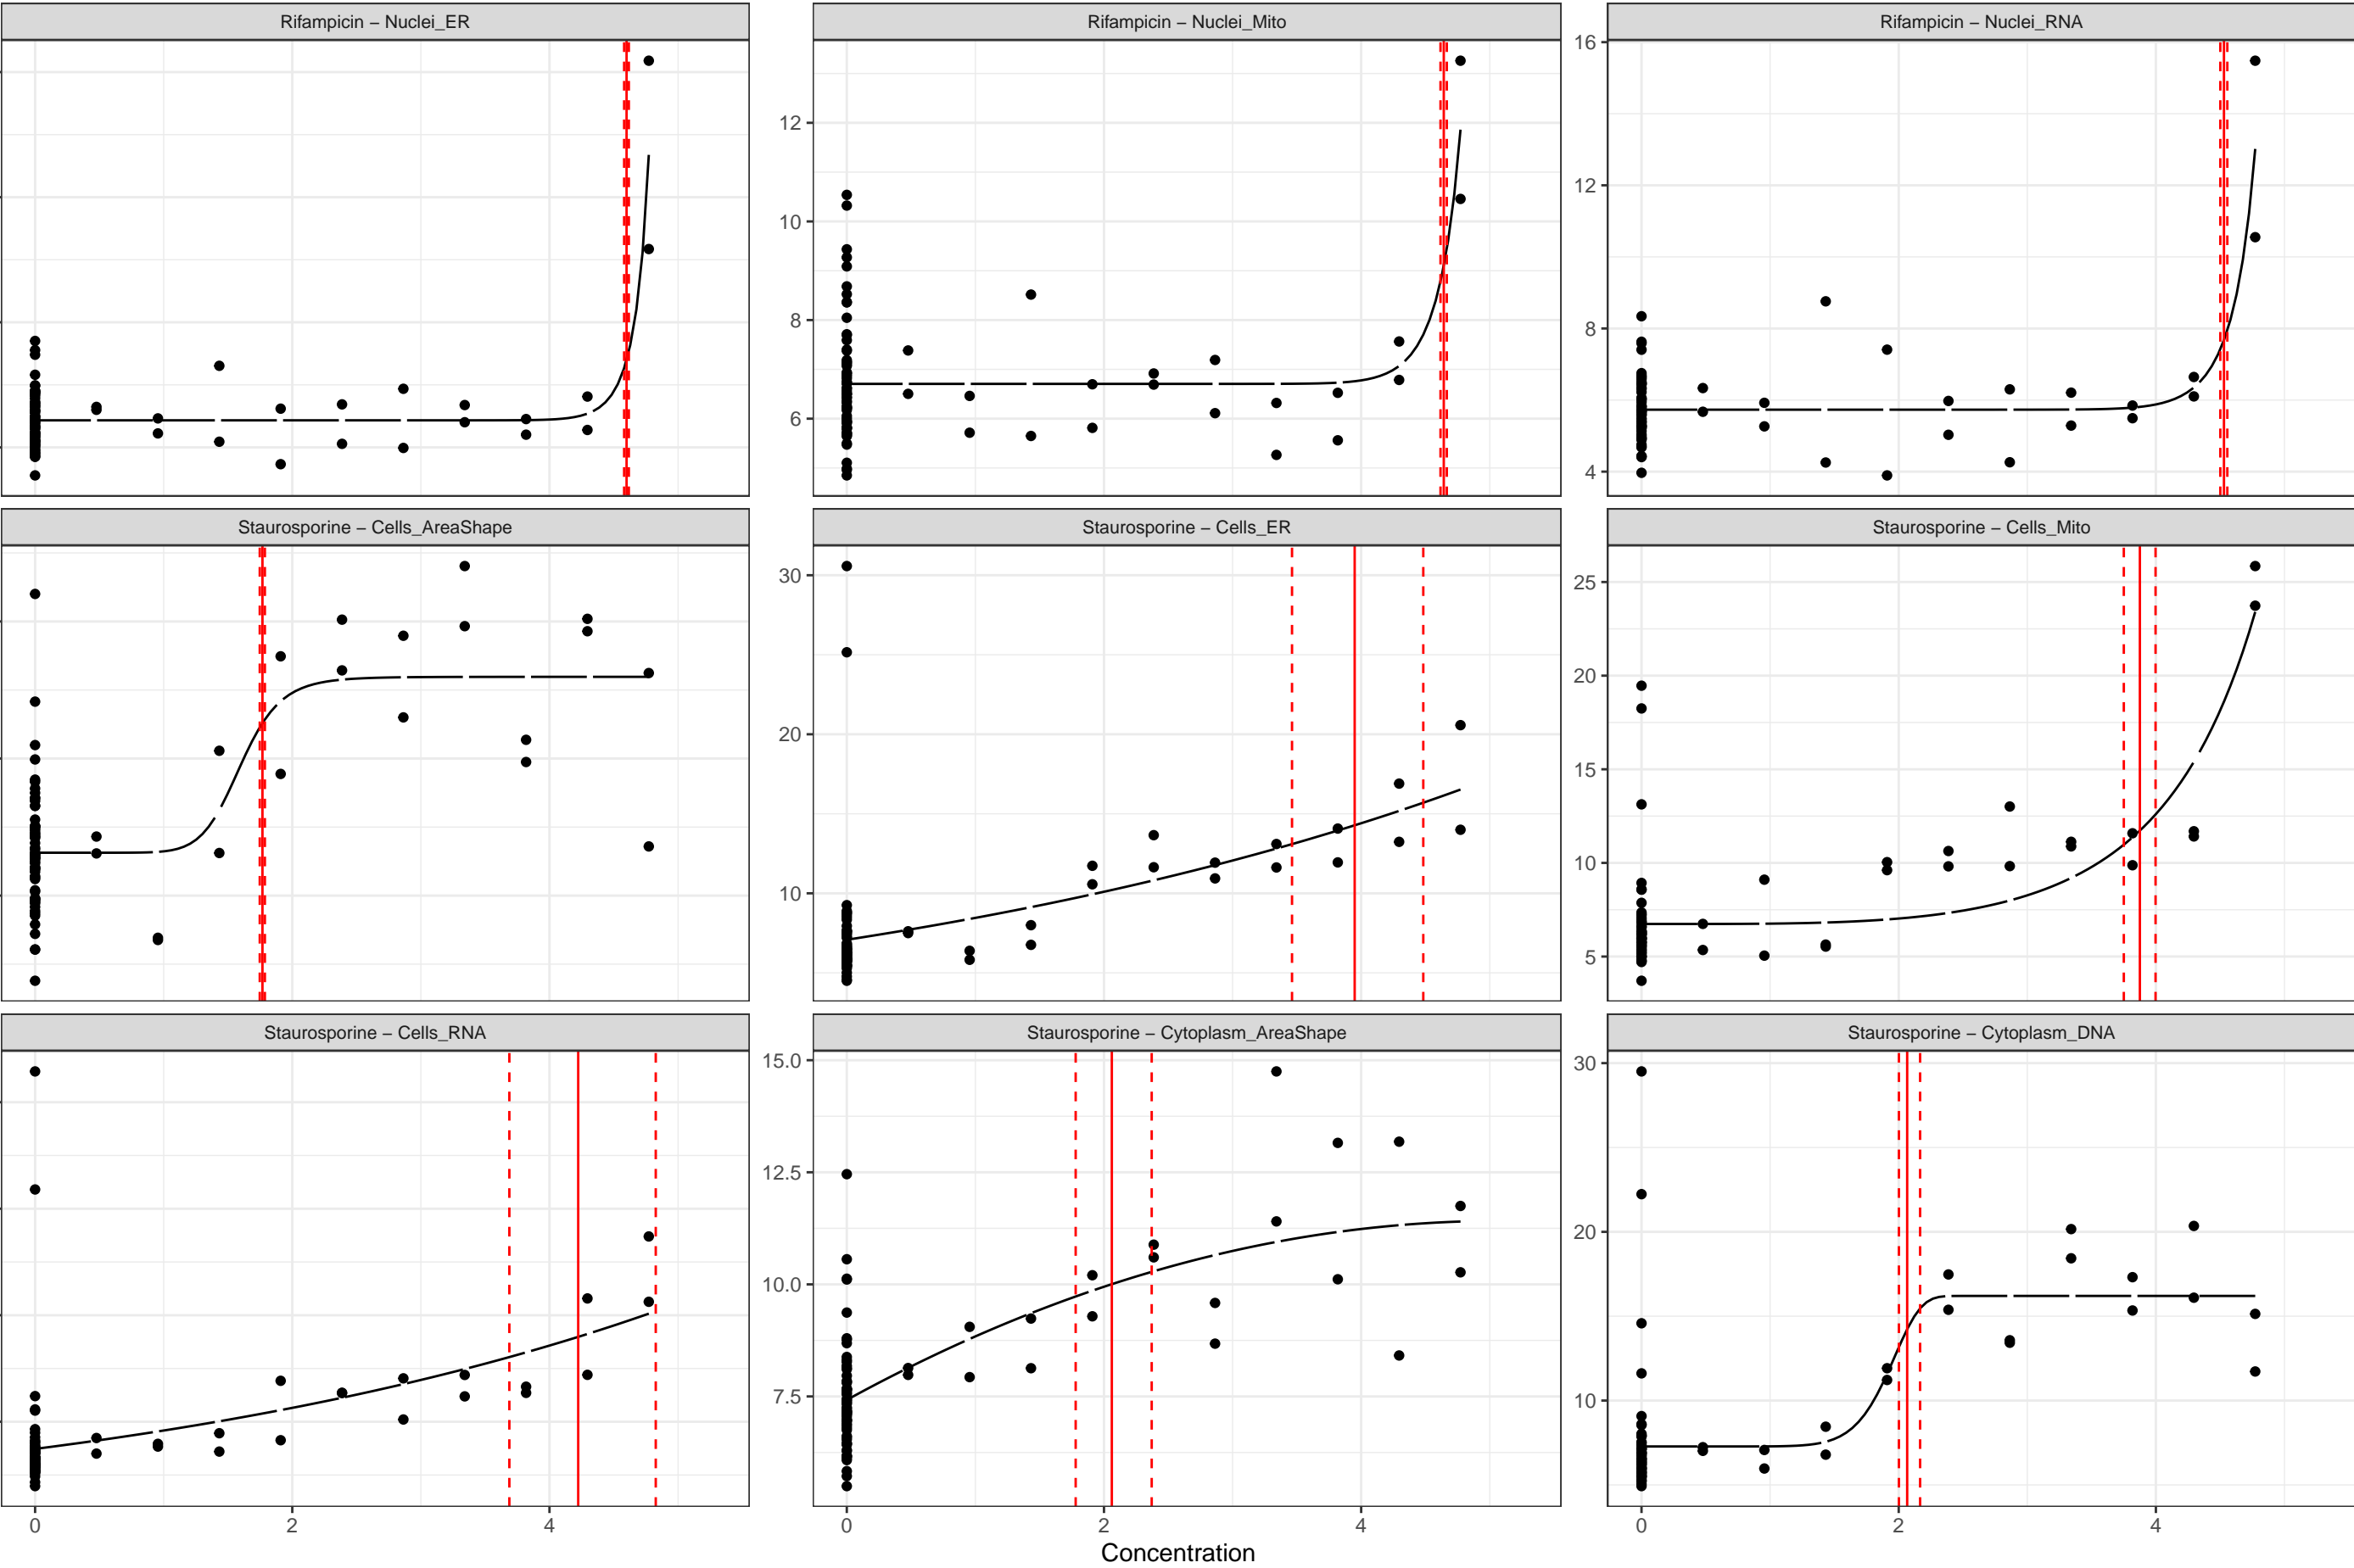 Rifampicin − Nuclei_ER
Rifampicin − Nuclei_Mito
Rifampicin − Nuclei_RNA
12
10
8
6
16
12
8
4
Staurosporine − Cells_AreaShape
Staurosporine − Cells_ER
Staurosporine − Cells_Mito
30
20
10
25
20
15
10
5
Staurosporine − Cells_RNA
Staurosporine − Cytoplasm_AreaShape
Staurosporine − Cytoplasm_DNA
15.0
12.5
10.0
7.5
30
20
10
0 2 4
0 2 4
0 2 4
Concentration